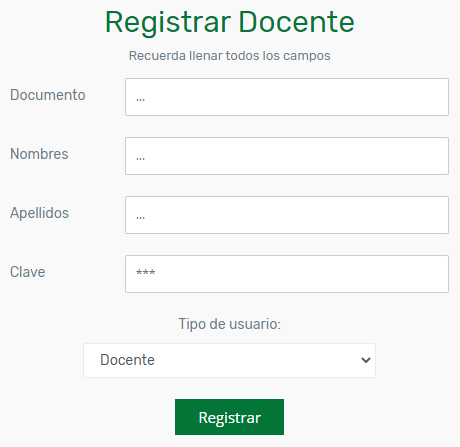 Registrar Docente
Recuerda llenar todos los campos
Documento ...
Nombres ...
Apellidos ...
Clave ***
Tipo de usuario:
Docente
Registrar